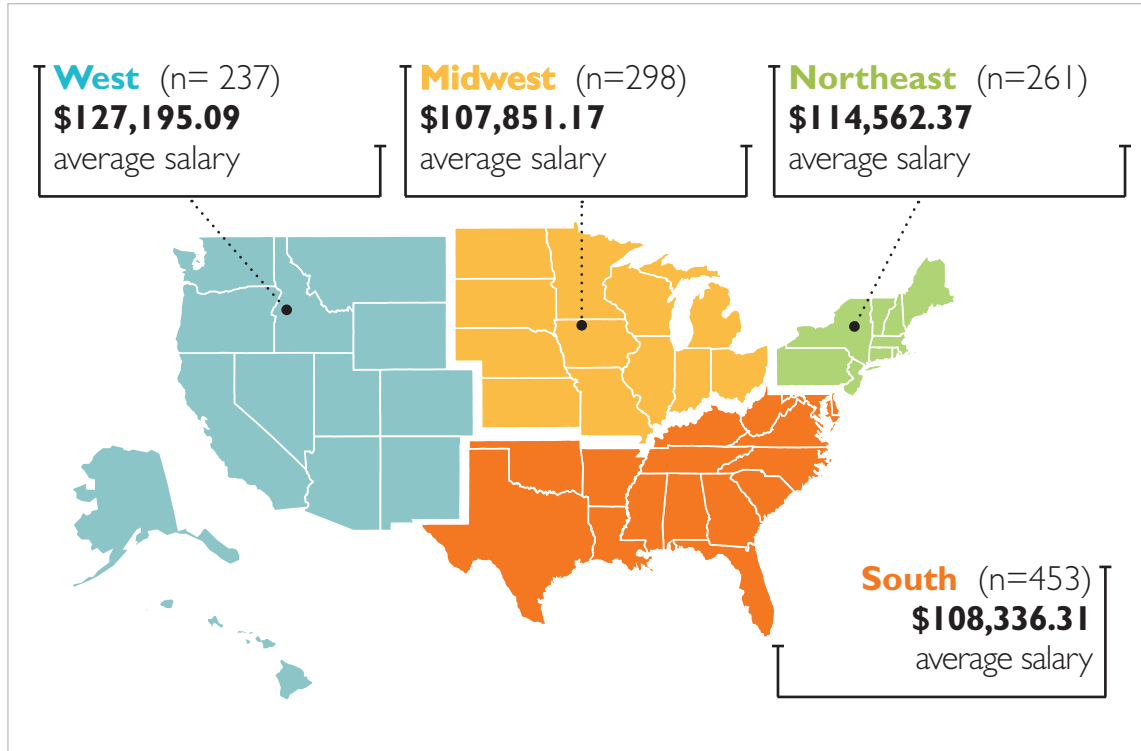 West (n= 237)
$127,195.09
average salary
Midwest (n=298)
$107,851.17
average salary
Northeast (n=261)
$114,562.37
average salary
South (n=453)
$108,336.31
average salary